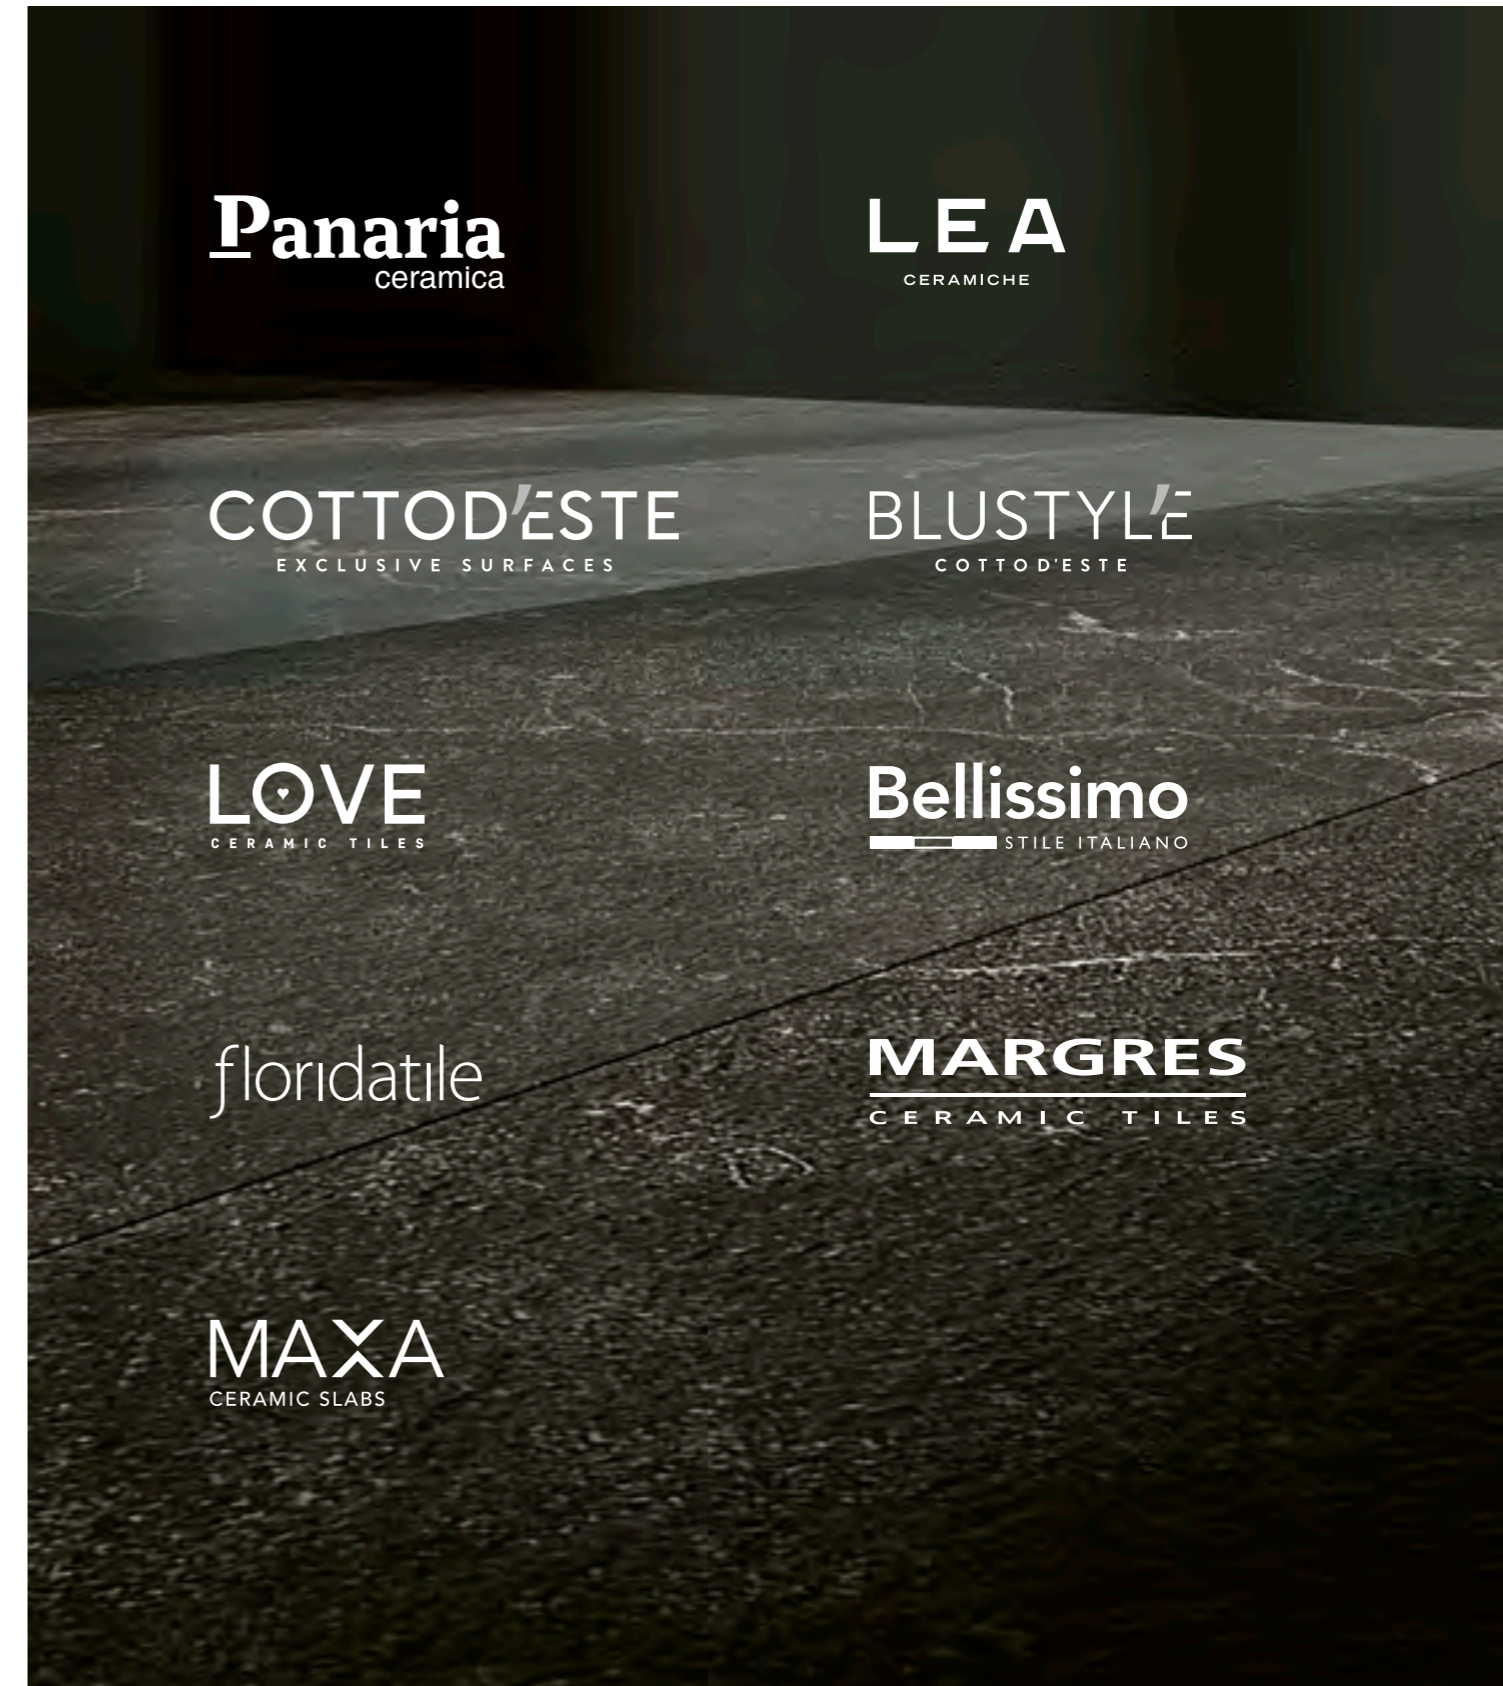 Panaria
ceramica
LEA
CERAMICHE
COTTOD'ESTE
EXCLUSIVE SURFACES
BLUSTYLE
COTTOD'ESTE
LOVE
CERAMIC TILES
Bellissimo
STILE ITALIANO
floridatile
MARGRES
CERAMIC TILES
MAXA
CERAMIC SLABS